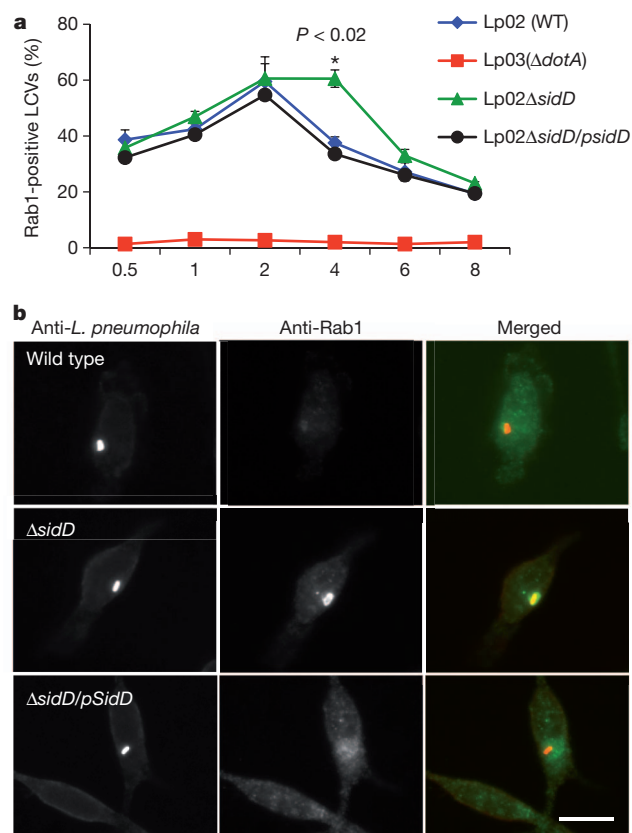 a
80
60
40
20
0
Rab1-positive LCVs (%)
P < 0.02
*
0.5 1 2 4 6 8
Lp02 (WT)
Lp03(ΔdotA)
Lp02ΔsidD
Lp02ΔsidD/psidD
b
Anti-L. pneumophila Anti-Rab1 Merged
Wild type
ΔsidD
ΔsidD/pSidD